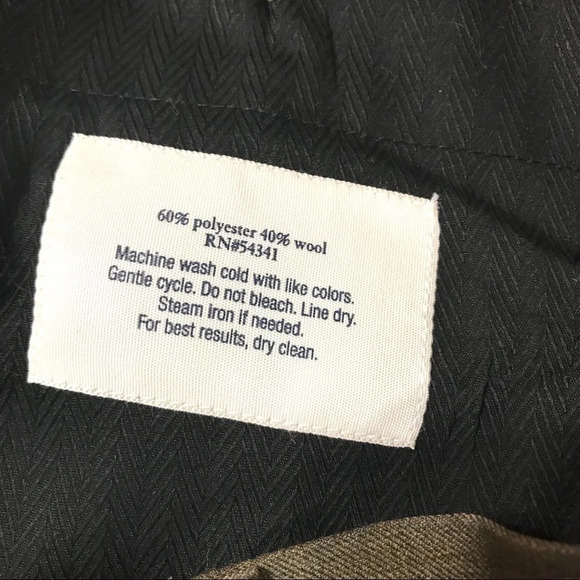 60% polyester 40% wool
RN#54341
Machine wash cold with like colors.
Gentle cycle. Do not bleach. Line dry.
Steam iron if needed.
For best results, dry clean.